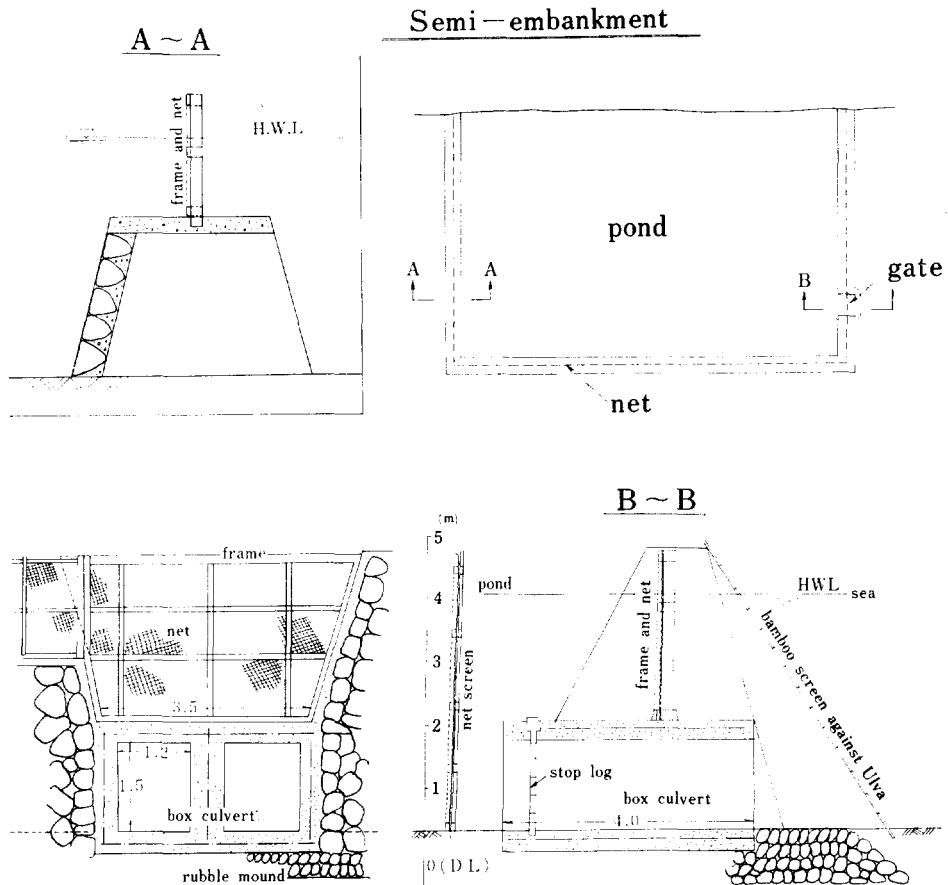 Semi-embankment
A ~ A
H.W.L
frame and net
pond
A
A
B
gate
net
B ~ B
frame
net
3.5
1.2
1.5
box culvert
rubble mound
(m)
5
4
3
2
1
0 (D L)
pond
HWL
sea
net screen
frame and net
bamboo screen against Ulva
stop log
box culvert
4.0